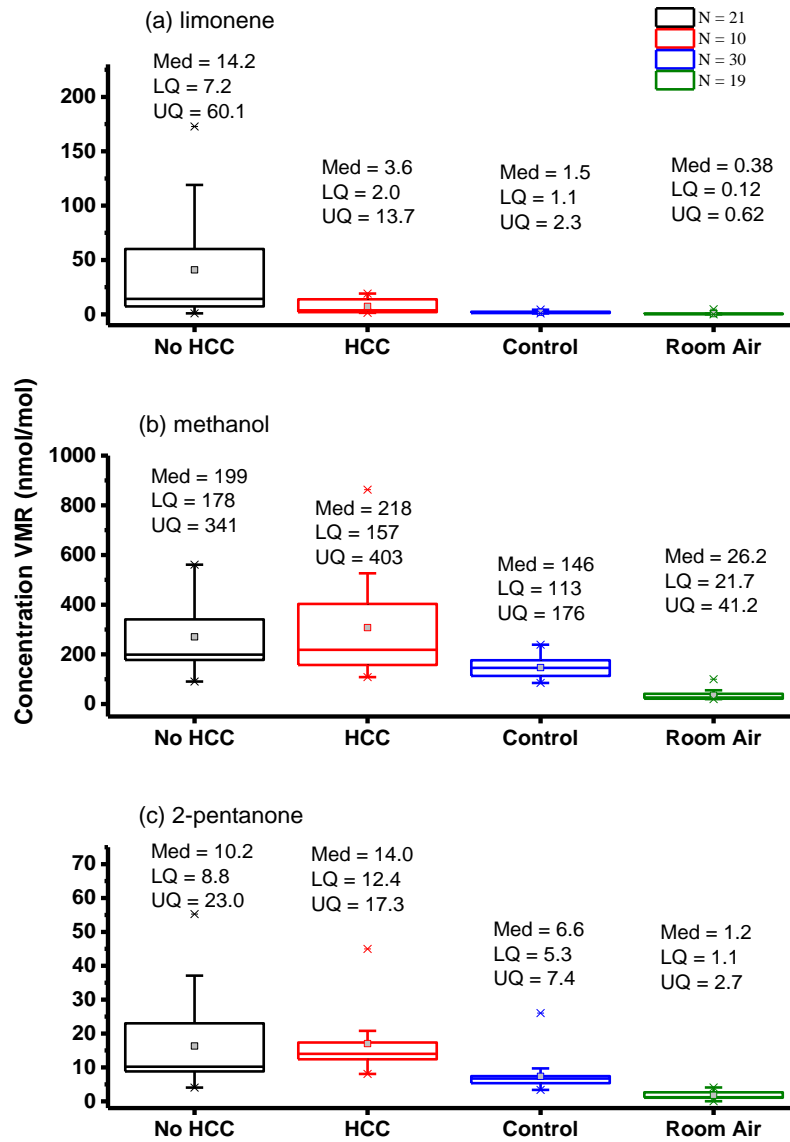 (a) limonene
N = 21
N = 10
N = 30
N = 19
Med = 14.2
LQ = 7.2
UQ = 60.1
Med = 3.6
LQ = 2.0
UQ = 13.7
Med = 1.5
LQ = 1.1
UQ = 2.3
Med = 0.38
LQ = 0.12
UQ = 0.62
200
150
100
50
0
No HCC HCC Control Room Air
(b) methanol
Concentration VMR (nmol/mol)
1000
800
600
400
200
0
Med = 199
LQ = 178
UQ = 341
Med = 218
LQ = 157
UQ = 403
Med = 146
LQ = 113
UQ = 176
Med = 26.2
LQ = 21.7
UQ = 41.2
No HCC HCC Control Room Air
(c) 2-pentanone
70
60
50
40
30
20
10
0
Med = 10.2
LQ = 8.8
UQ = 23.0
Med = 14.0
LQ = 12.4
UQ = 17.3
Med = 6.6
LQ = 5.3
UQ = 7.4
Med = 1.2
LQ = 1.1
UQ = 2.7
No HCC HCC Control Room Air